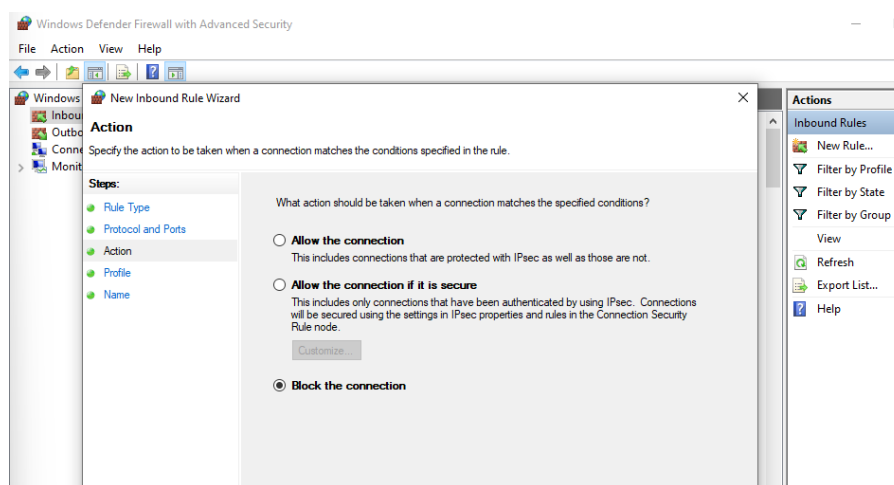 Windows Defender Firewall with Advanced Security
File Action View Help
Windows
Inbou
Outbo
Conne
Monit
New Inbound Rule Wizard
Action
Specify the action to be taken when a connection matches the conditions specified in the rule.
Steps:
Rule Type
Protocol and Ports
Action
Profile
Name
What action should be taken when a connection matches the specified conditions?
Allow the connection
This includes connections that are protected with IPsec as well as those are not.
Allow the connection if it is secure
This includes only connections that have been authenticated by using IPsec. Connections
will be secured using the settings in IPsec properties and rules in the Connection Security
Rule node.
Customize...
Block the connection
Actions
Inbound Rules
New Rule...
Filter by Profile
Filter by State
Filter by Group
View
Refresh
Export List...
Help